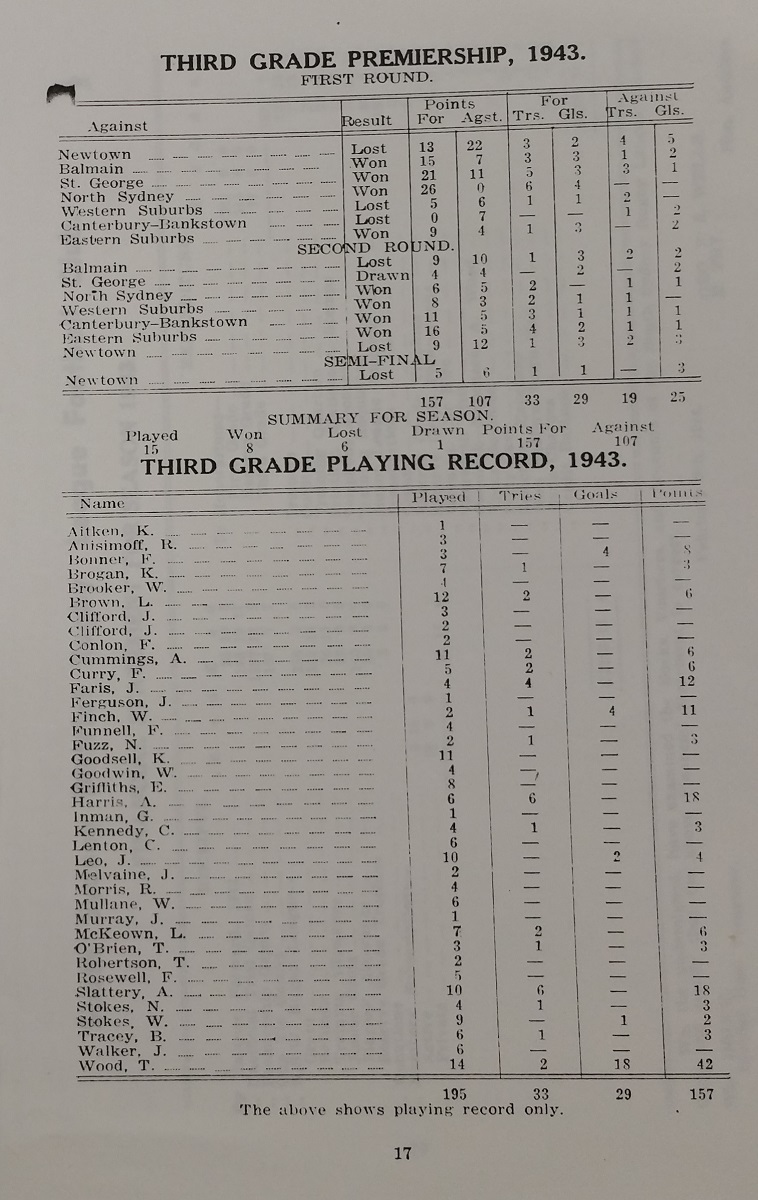 THIRD GRADE PREMIERSHIP, 1943.
FIRST ROUND.
Points For Against
Against Result For Agst. Trs. Gls. Trs. Gls.
Newtown Lost 13 22 3 2 4 5
Balmain Won 15 7 3 3 1 2
St. George Won 21 11 5 3 3 1
North Sydney Won 26 0 6 4 — —
Western Suburbs Lost 5 6 1 1 2 —
Canterbury-Bankstown Lost 0 7 — — 1 2
Eastern Suburbs Won 9 4 1 3 — 2
SECOND ROUND.
Balmain Lost 9 10 1 3 2 2
St. George Drawn 4 4 — 2 — 2
North Sydney Won 6 5 2 — 1 1
Western Suburbs Won 8 3 2 1 1 —
Canterbury-Bankstown Won 11 5 3 1 1 1
Eastern Suburbs Won 16 5 4 2 1 1
Newtown Lost 9 12 1 3 2 3
SEMI-FINAL
Newtown Lost 5 6 1 1 — 3
157 107 33 29 19 25
SUMMARY FOR SEASON.
Played Won Lost Drawn Points For Against
15 8 6 1 157 107
THIRD GRADE PLAYING RECORD, 1943.
Name Played Tries Goals Points
Aitken, K. 1 — — —
Anisimoff, R. 3 — — —
Bonner, F. 3 — 4 8
Brogan, K. 7 1 — 3
Brooker, W. 4 — — —
Brown, L. 12 2 — 6
Clifford, J. 3 — — —
Clifford, J. 2 — — —
Conlon, F. 2 — — —
Cummings, A. 11 2 — 6
Curry, F. 5 2 — 6
Faris, J. 4 4 — 12
Ferguson, J. 1 — — —
Finch, W. 2 1 4 11
Funnell, F. 4 — — —
Fuzz, N. 2 1 — 3
Goodsell, K. 11 — — —
Goodwin, W. 4 — — —
Griffiths, E. 8 — — —
Harris, A. 6 6 — 18
Inman, G. 1 — — —
Kennedy, C. 4 1 — 3
Lenton, C. 6 — — —
Leo, J. 10 — 2 4
Melvaine, J. 2 — — —
Morris, R. 4 — — —
Mullane, W. 6 — — —
Murray, J. 1 — — —
McKeown, L. 7 2 — 6
O'Brien, T. 3 1 — 3
Robertson, T. 2 — — —
Rosewell, F. 5 — — —
Slattery, A. 10 6 — 18
Stokes, N. 4 1 — 3
Stokes, W. 9 — 1 2
Tracey, B. 6 1 — 3
Walker, J. 6 — — —
Wood, T. 14 2 18 42
195 33 29 157
The above shows playing record only.
17